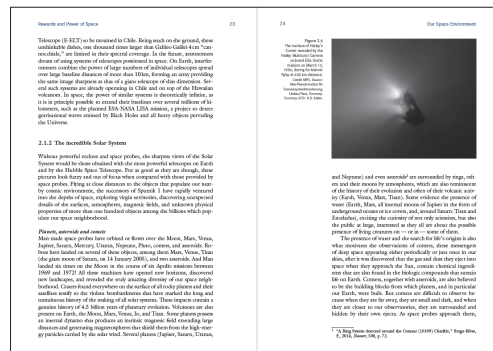 Rewards and Power of Space 23
Telescope (E-ELT) to be mounted in Chile. Being stuck on the ground, these
unthinkable dishes, one thousand times larger than Galileo Galilei 4 cm "can-
nocchiale," are limited in their spectral coverage. In the future, astronomers
dream of using systems of telescopes positioned in space. On Earth, interfer-
ometers combine the power of large numbers of individual telescopes spread
over large baseline distances of more than 10 km, forming an array providing
the same image sharpness as that of a giant telescope of that dimension. Sev-
eral such systems are already operating in Chile and on top of the Hawaiian
volcanoes. In space, the power of similar systems is theoretically infinite, as
it is in principle possible to extend their baselines over several millions of ki-
lometers, such as the planned ESA-NASA LISA mission, a project to detect
gravitational waves emitted by Black Holes and all heavy objects pervading
the Universe.
2.1.2 The incredible Solar System
Without powerful rockets and space probes, the sharpest views of the Solar
System would be those obtained with the most powerful telescopes on Earth
and by the Hubble Space Telescope. For as good as they are though, these
pictures look fuzzy and out of focus when compared with those provided by
space probes. Flying at close distances to the objects that populate our near-
by cosmic environment, the successors of Sputnik 1 have rapidly ventured
into the depths of space, exploring virgin territories, discovering unexpected
details of the surfaces, atmospheres, magnetic fields, and unknown physical
properties of more than one hundred objects among the billions which pop-
ulate our space neighborhood.
Planets, asteroids and comets
Man-made space probes have orbited or flown over the Moon, Mars, Venus,
Jupiter, Saturn, Mercury, Uranus, Neptune, Pluto, comets, and asteroids. Ro-
bots have landed on several of these objects, among them Mars, Venus, Titan
(the giant moon of Saturn, on 14 January 2005), and two asteroids. And Man
landed six times on the Moon in the course of six Apollo missions between
1969 and 1972! All these machines have opened new horizons, discovered
new landscapes, and revealed the truly amazing diversity of our space neigh-
borhood. Craters found everywhere on the surface of all rocky planets and their
satellites testify to the violent bombardments that have marked the long and
tumultuous history of the making of all solar systems. These impacts contain a
genuine history of 4.5 billion years of planetary evolution. Volcanoes are also
present on Earth, the Moon, Mars, Venus, Io, and Titan. Some planets possess
an internal dynamo that produces an intrinsic magnetic field extending large
distances and generating magnetospheres that shield them from the high-ener-
gy particles carried by the solar wind. Several planets (Jupiter, Saturn, Uranus,
24 Our Space Environment
Figure 2.4
The nucleus of Halley's
Comet revealed by the
Halley Multicolor Camera
on board ESA Giotto
mission on March 13,
1986, during its historic
flyby at 600 km distance.
Credit: MPS, Source:
Max-Planck-Institut für
Sonnensystemforschung,
Lindau/Harz, Germany.
Courtesy of Dr. H.U. Keller.
and Neptune) and even asteroids³ are surrounded by rings, oth-
ers and their moons by atmospheres, which are also reminiscent
of the history of their evolution and often of their volcanic activ-
ity (Earth, Venus, Mars, Titan). Some evidence the presence of
water (Earth, Mars, all internal moons of Jupiter in the form of
underground oceans or ice covers, and, around Saturn: Titan and
Enceladus), exciting the curiosity of not only scientists, but also
the public at large, interested as they all are about the possible
presence of living creatures on — or in — some of them.
The presence of water and the search for life's origins is also
what motivates the observations of comets, these messengers
of deep space appearing either periodically or just once in our
skies, after it was discovered that the gas and dust they eject into
space when they approach the Sun, contain chemical ingredi-
ents that are also found in the biologic compounds that sustain
life on Earth. Comets, together with asteroids, are also believed
to be the building blocks from which planets, and in particular
our Earth, were built. But comets are difficult to observe be-
cause when they are far away, they are small and dark, and when
they are closer to our observatories, they are surrounded and
hidden by their own ejecta. As space probes approach them,
³ "A Ring System detected around the Centaur (10199) Chariklo," Braga-Ribas,
F., 2014, Nature, 508, p. 72.